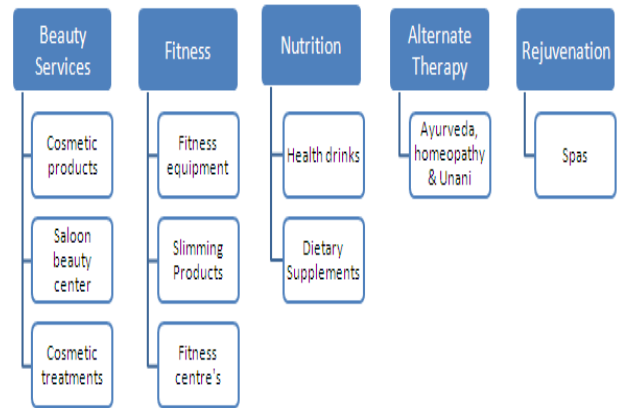 Beauty
Services
Cosmetic
products
Saloon
beauty
center
Cosmetic
treatments
Fitness
Fitness
equipment
Slimming
Products
Fitness
centre's
Nutrition
Health drinks
Dietary
Supplements
Alternate
Therapy
Ayurveda,
homeopathy
& Unani
Rejuvenation
Spas